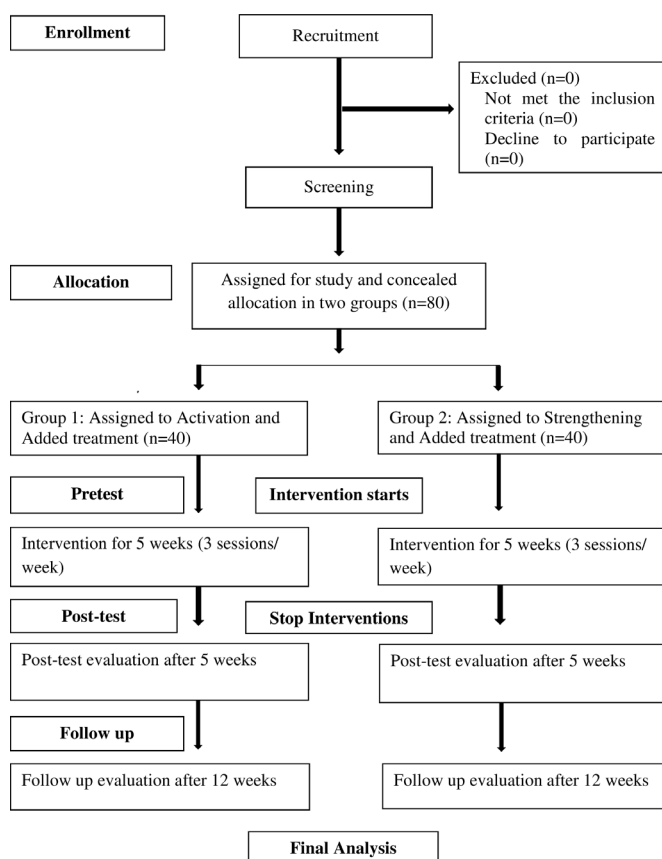 Enrollment
Recruitment
Excluded (n=0)
Not met the inclusion
criteria (n=0)
Decline to participate
(n=0)
Screening
Allocation
Assigned for study and concealed
allocation in two groups (n=80)
Group 1: Assigned to Activation and
Added treatment (n=40)
Group 2: Assigned to Strengthening
and Added treatment (n=40)
Pretest
Intervention starts
Intervention for 5 weeks (3 sessions/
week)
Intervention for 5 weeks (3 sessions/
week)
Post-test
Stop Interventions
Post-test evaluation after 5 weeks
Post-test evaluation after 5 weeks
Follow up
Follow up evaluation after 12 weeks
Follow up evaluation after 12 weeks
Final Analysis